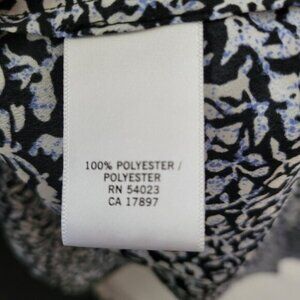 100% POLYESTER /
POLYESTER
RN 54023
CA 17897